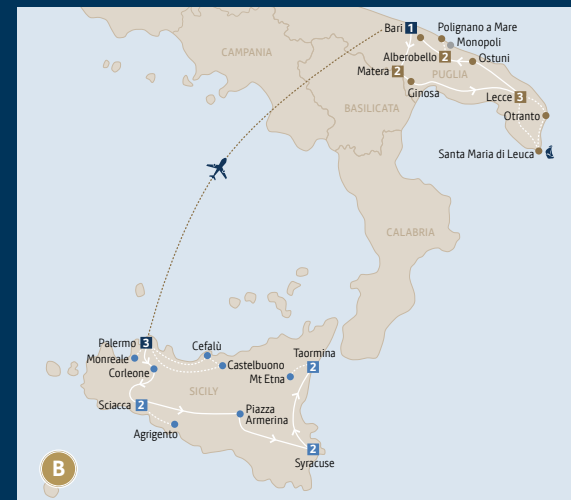 Bari 1
Polignano a Mare
Monopoli
CAMPANIA
Alberobello 2
Ostuni
Matera 2
PUGLIA
Ginosa
Lecce 3
BASILICATA
Otranto
Santa Maria di Leuca
CALABRIA
Palermo 3
Cefalù
Monreale
Taormina
2
Castelbuono
Corleone
Mt Etna
SICILY
Sciacca 2
Piazza
Armerina
Agrigento
2
Syracuse
B